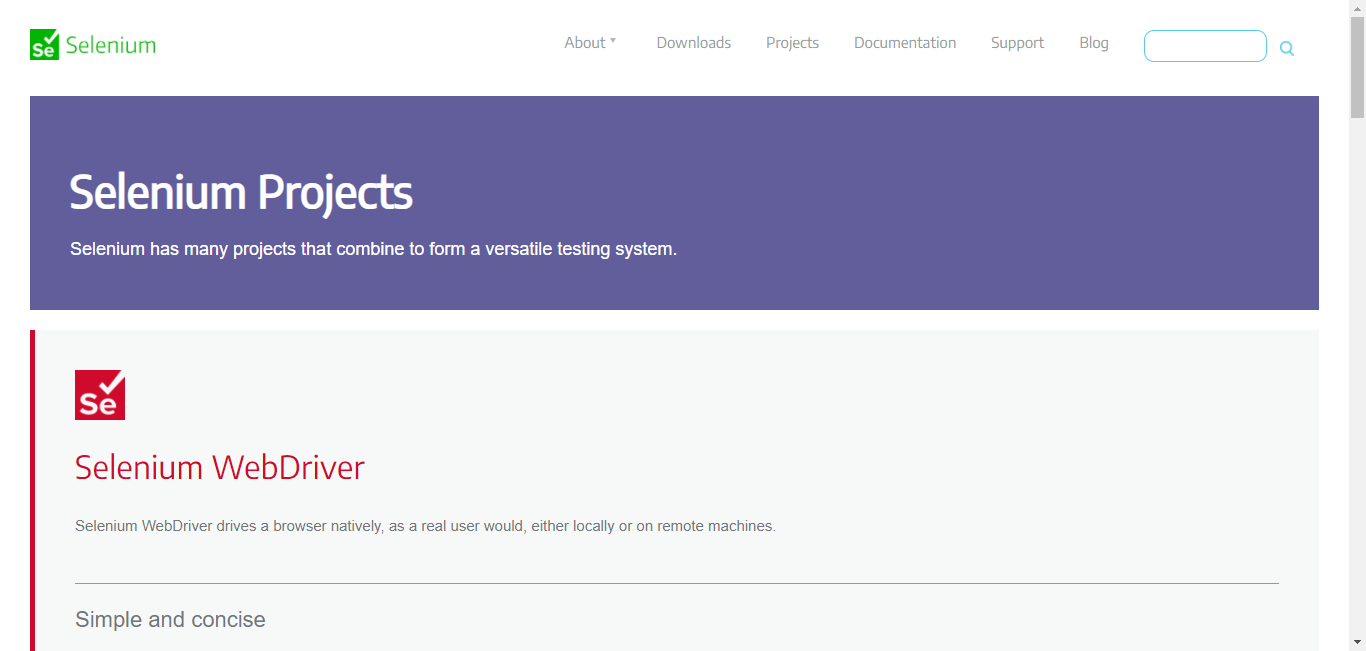 Se Selenium
About Downloads Projects Documentation Support Blog
Selenium Projects
Selenium has many projects that combine to form a versatile testing system.
Se
Selenium WebDriver
Selenium WebDriver drives a browser natively, as a real user would, either locally or on remote machines.
Simple and concise